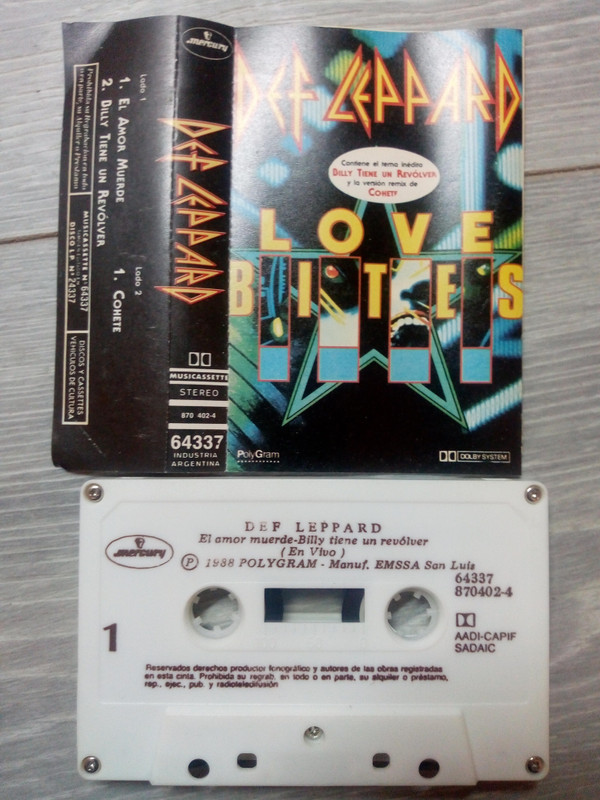 Lado 1
1. EL AMOR MUERDE
2. BILLY TIENE UN REVÓLVER
Lado 2
1. COHETE
MUSICASSETTE Nº 64337
DISCO L.P. Nº 24337
DISCOS Y CASSETTES
VEHICULOS DE CULTURA
mercury
DEF LEPPARD
MUSICASSETTE
STEREO
870 402-4
64337
INDUSTRIA
ARGENTINA
DEF LEPPARD
Contiene el tema inédito
BILLY TIENE UN REVÓLVER
y la versión remix de
COHETE
LOVE
BITES
PolyGram
DOLBY SYSTEM
DEF LEPPARD
El amor muerde-Billy tiene un revólver
(En Vivo)
mercury
Ⓟ 1988 POLYGRAM - Manuf. EMSSA San Luis
64337
870402-4
1
AADI-CAPIF
SADAIC
Reservados derechos productor fonográfico y autores de las obras registradas
en esta cinta. Prohibida su regrab. en todo o en parte, su alquiler o préstamo,
rep., ejec., pub. y radioteledifusión